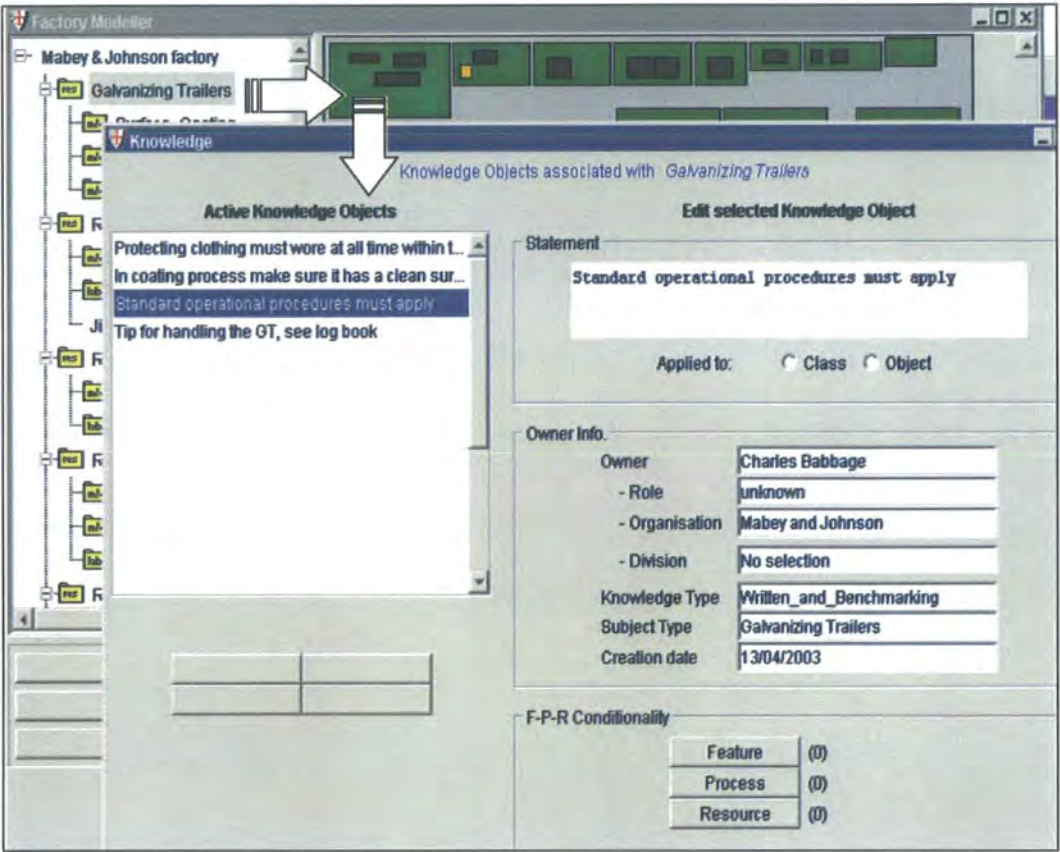 Factory Modeller
Mabey & Johnson factory
res Galvanizing Trailers
Knowledge
Knowledge Objects associated with Galvanizing Trailers
Active Knowledge Objects
Protecting clothing must wore at all time within t...
In coating process make sure it has a clean sur...
Standard operational procedures must apply
Tip for handling the GT, see log book
Edit selected Knowledge Object
Statement
Standard operational procedures must apply
Applied to: Class Object
Owner Info.
Owner Charles Babbage
- Role unknown
- Organisation Mabey and Johnson
- Division No selection
Knowledge Type Written_and_Benchmarking
Subject Type Galvanizing Trailers
Creation date 13/04/2003
F-P-R Conditionality
Feature (0)
Process (0)
Resource (0)